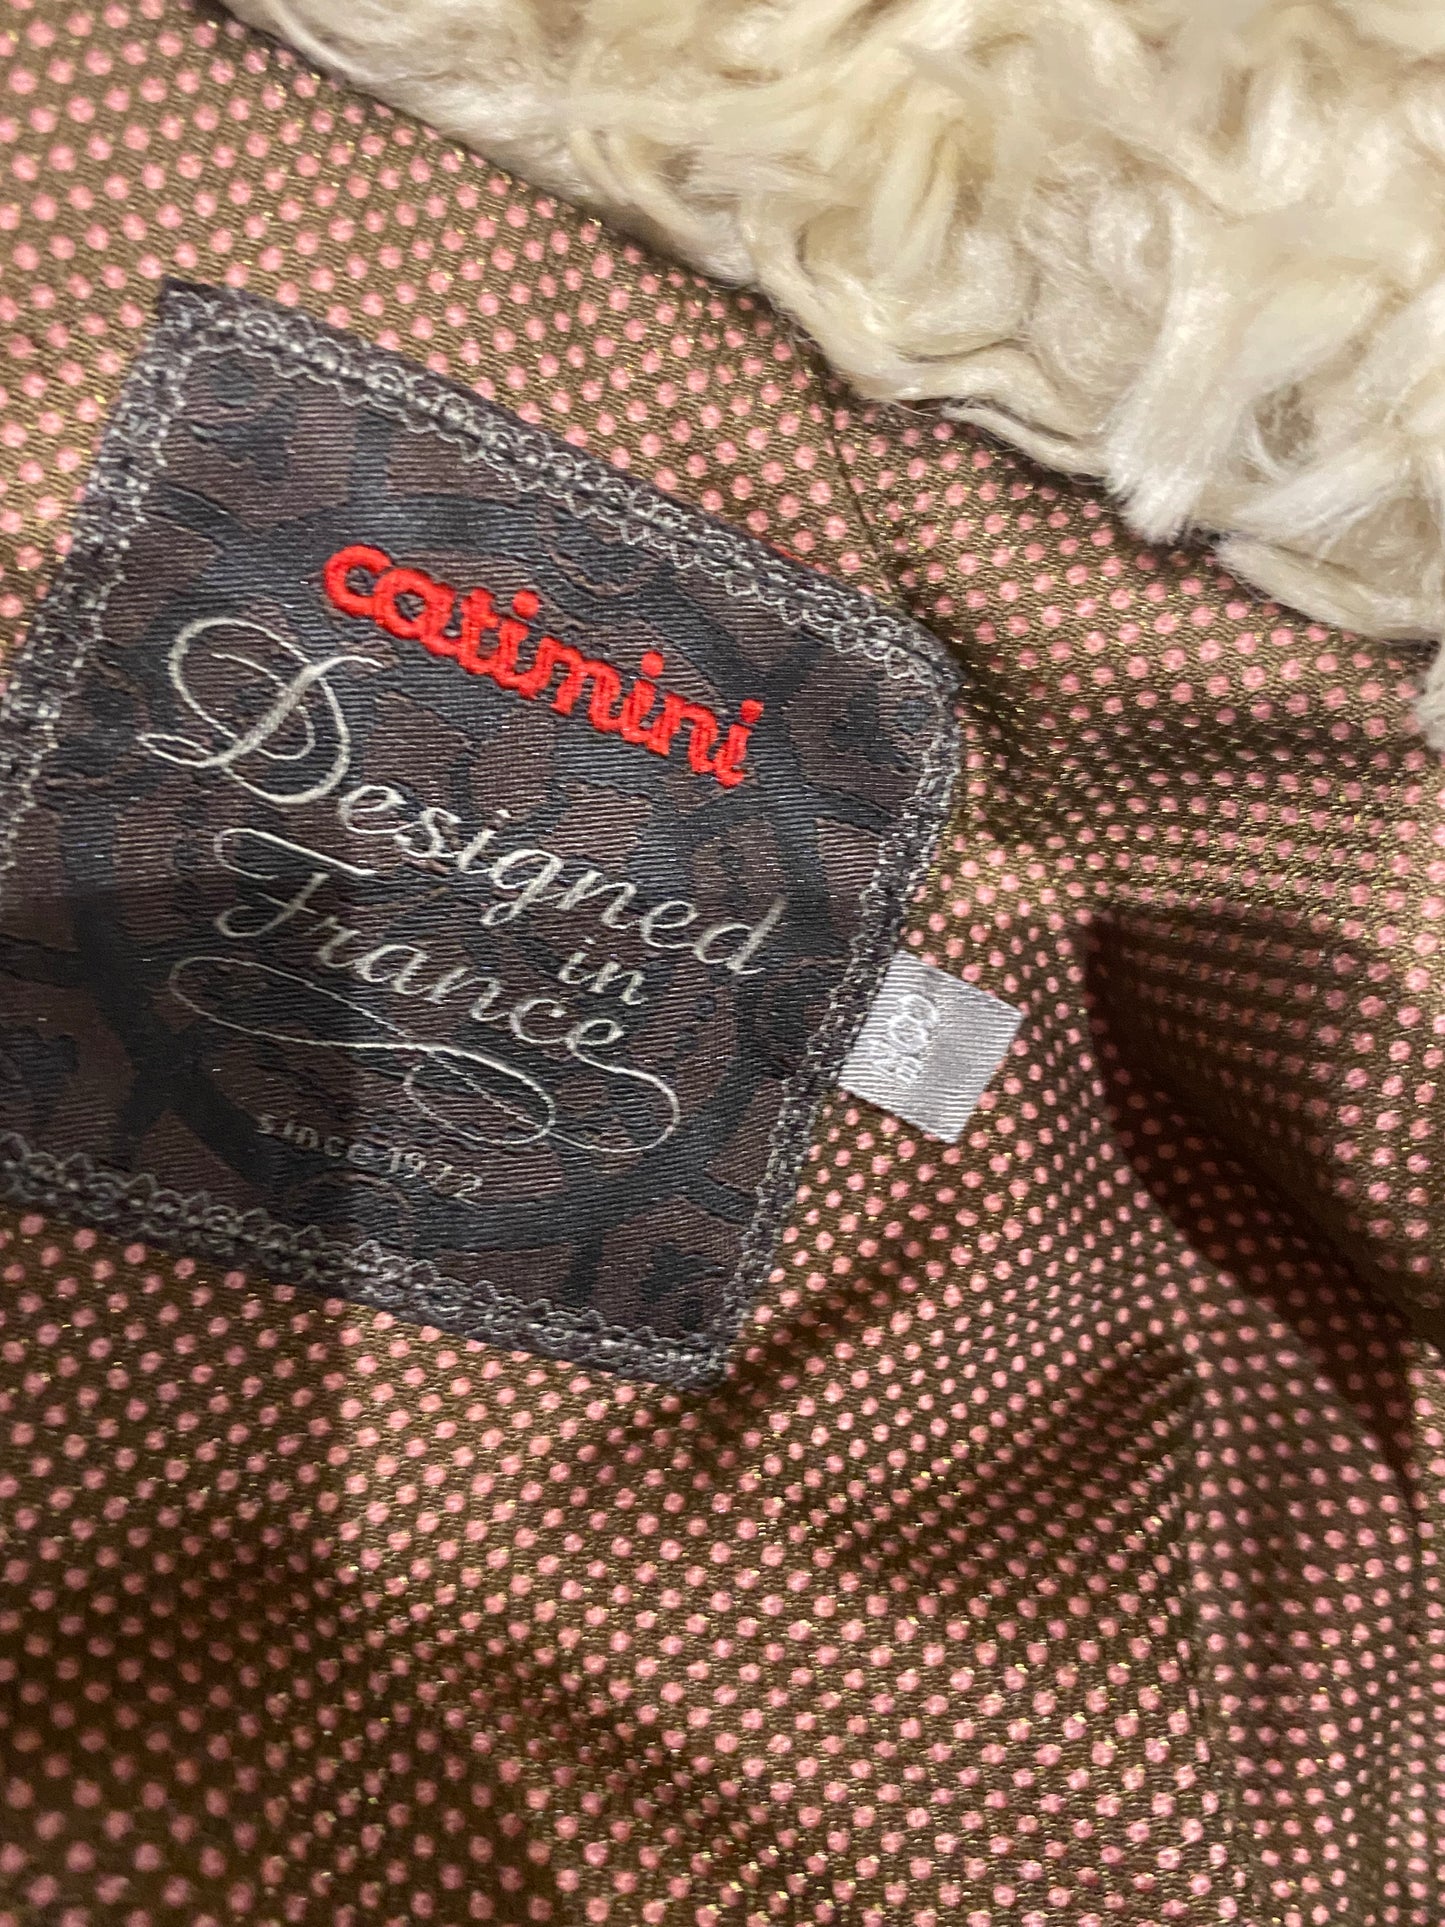 catimini
Designed
in
France
since 1972